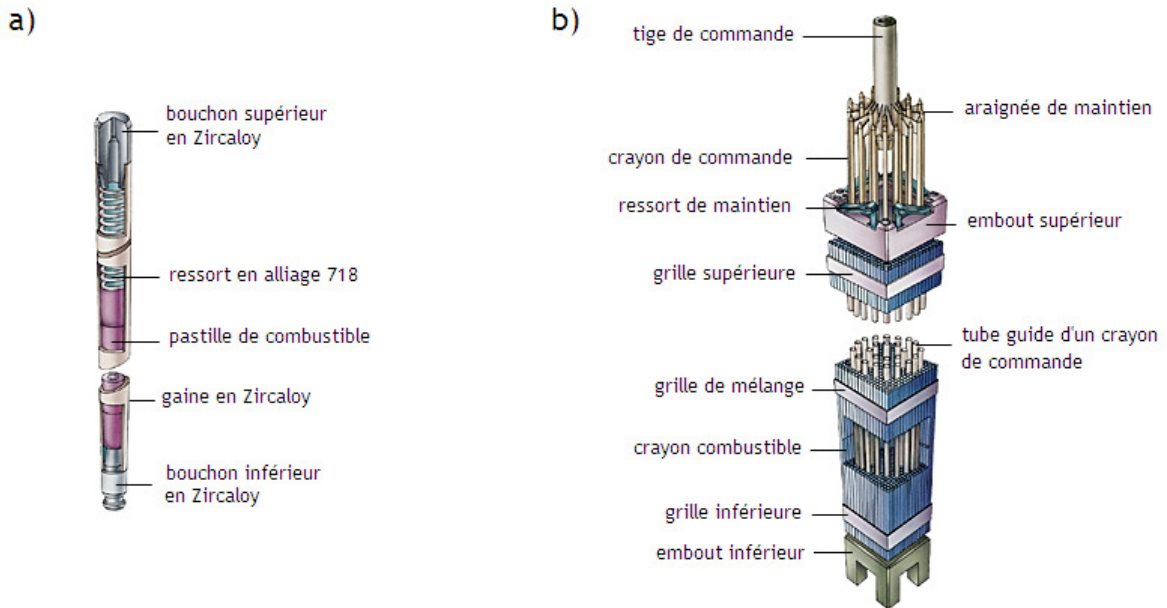 a)
bouchon supérieur
en Zircaloy
ressort en alliage 718
pastille de combustible
gaine en Zircaloy
bouchon inférieur
en Zircaloy
b)
tige de commande
araignée de maintien
crayon de commande
ressort de maintien
embout supérieur
grille supérieure
tube guide d'un crayon
de commande
grille de mélange
crayon combustible
grille inférieure
embout inférieur